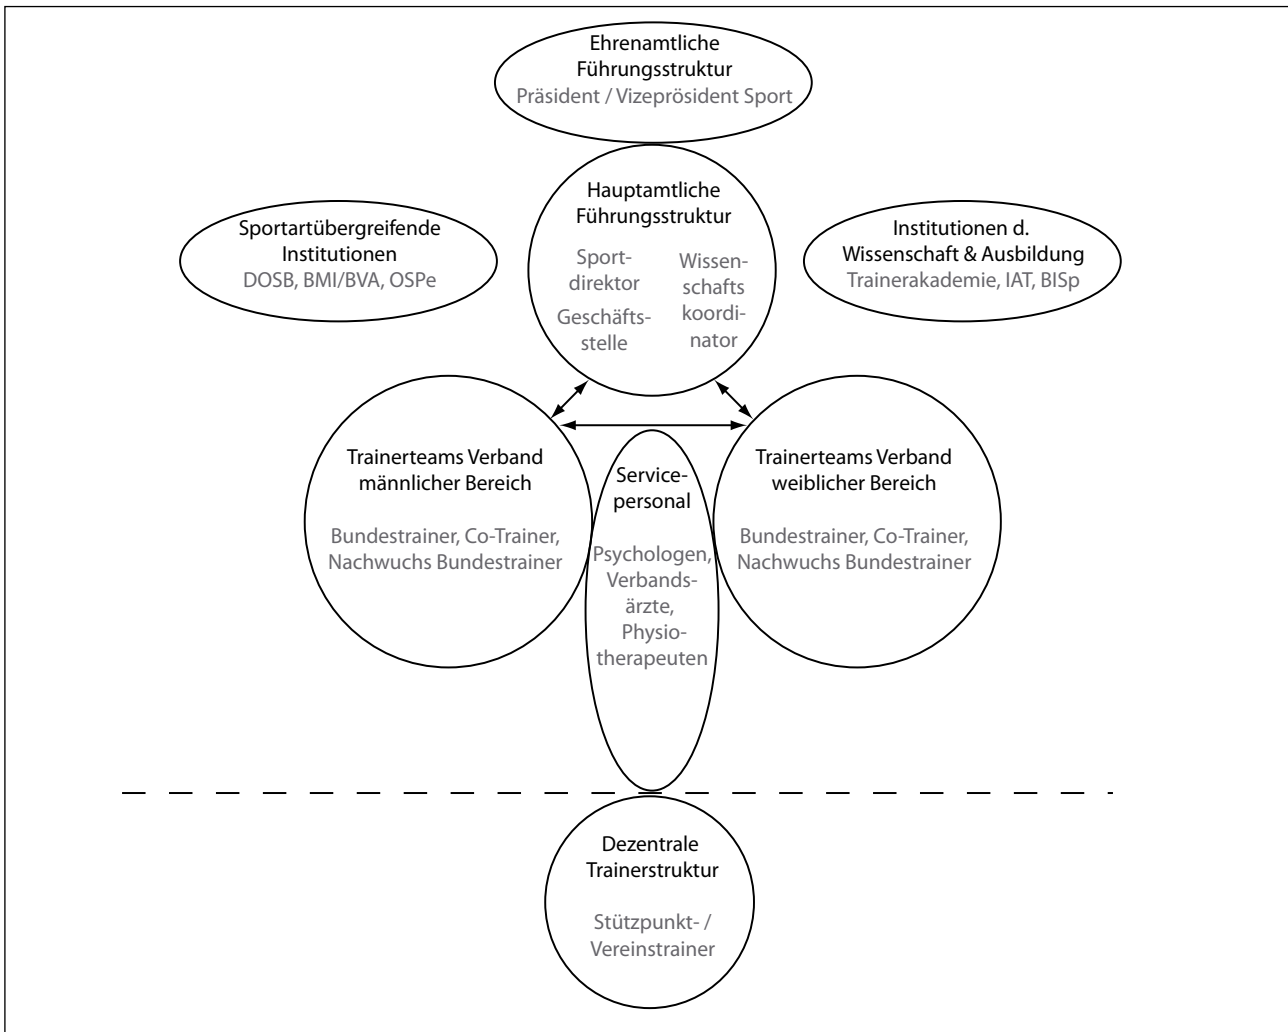 Ehrenamtliche
Führungsstruktur
Präsident / Vizeprösident Sport
Hauptamtliche
Führungsstruktur
Sport-
direktor
Geschäfts-
stelle
Wissen-
schafts
koordi-
nator
Sportartübergreifende
Institutionen
DOSB, BMI/BVA, OSPe
Institutionen d.
Wissenschaft & Ausbildung
Trainerakademie, IAT, BISp
Trainerteams Verband
männlicher Bereich
Bundestrainer, Co-Trainer,
Nachwuchs Bundestrainer
Service-
personal
Psychologen,
Verbands-
ärzte,
Physio-
therapeuten
Trainerteams Verband
weiblicher Bereich
Bundestrainer, Co-Trainer,
Nachwuchs Bundestrainer
Dezentrale
Trainerstruktur
Stützpunkt- /
Vereinstrainer